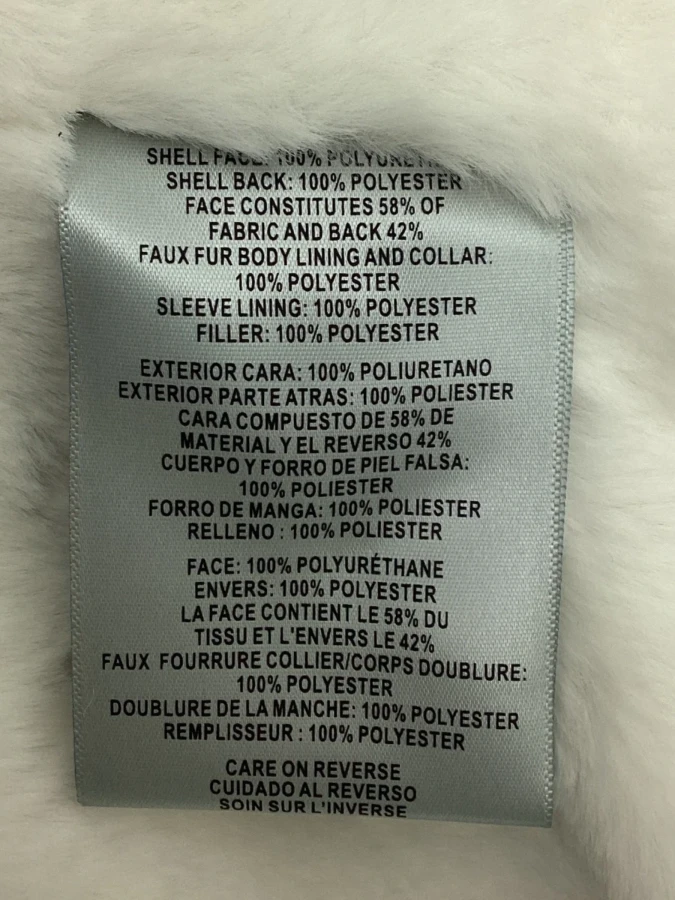 SHELL FACE: 100% POLYURETHANE
SHELL BACK: 100% POLYESTER
FACE CONSTITUTES 58% OF
FABRIC AND BACK 42%
FAUX FUR BODY LINING AND COLLAR:
100% POLYESTER
SLEEVE LINING: 100% POLYESTER
FILLER: 100% POLYESTER
EXTERIOR CARA: 100% POLIURETANO
EXTERIOR PARTE ATRAS: 100% POLIESTER
CARA COMPUESTO DE 58% DE
MATERIAL Y EL REVERSO 42%
CUERPO Y FORRO DE PIEL FALSA:
100% POLIESTER
FORRO DE MANGA: 100% POLIESTER
RELLENO : 100% POLIESTER
FACE: 100% POLYURÉTHANE
ENVERS: 100% POLYESTER
LA FACE CONTIENT LE 58% DU
TISSU ET L'ENVERS LE 42%
FAUX FOURRURE COLLIER/CORPS DOUBLURE:
100% POLYESTER
DOUBLURE DE LA MANCHE: 100% POLYESTER
REMPLISSEUR : 100% POLYESTER
CARE ON REVERSE
CUIDADO AL REVERSO
SOIN SUR L'INVERSE